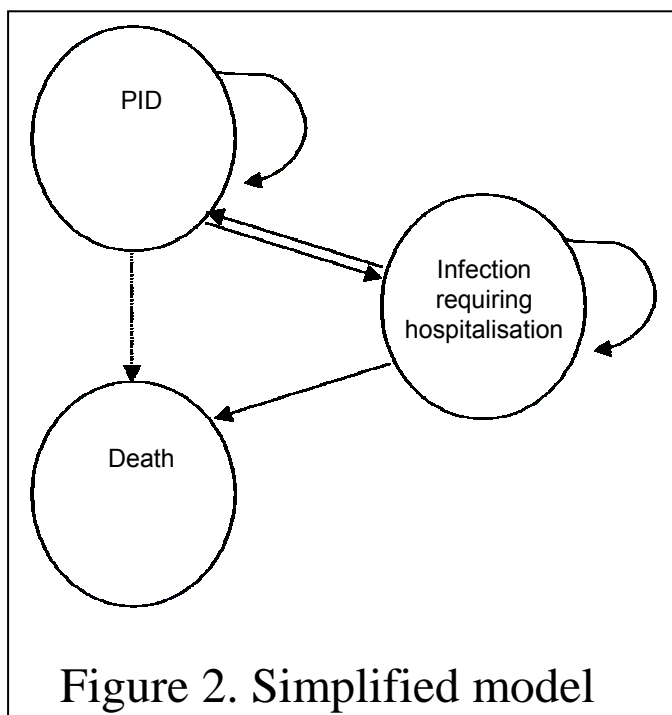 PID
Infection
requiring
hospitalisation
Death
Figure 2. Simplified model